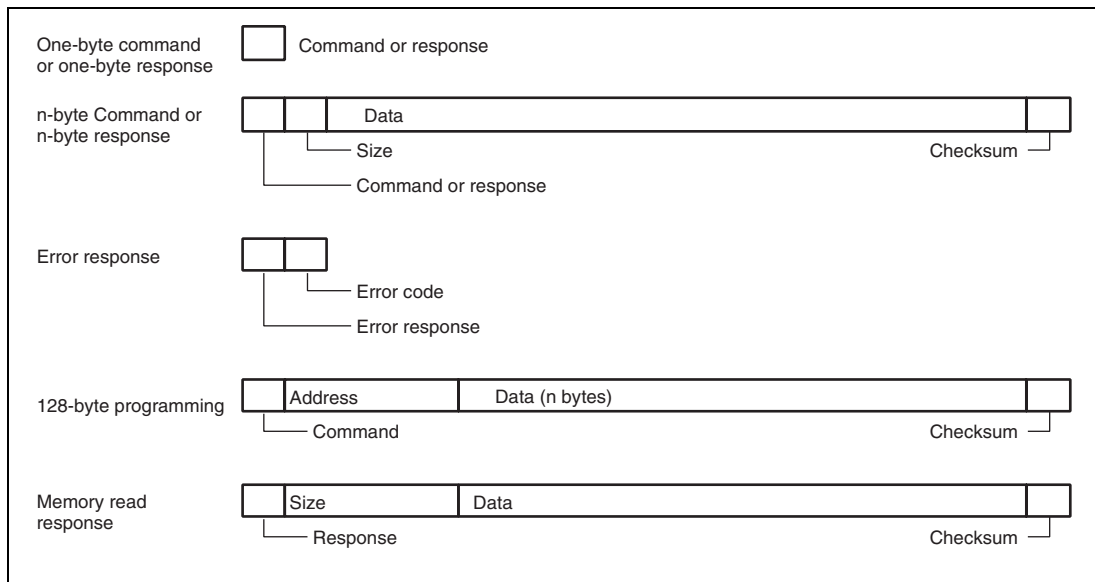 One-byte command
or one-byte response
Command or response
n-byte Command or
n-byte response
Data
Size
Checksum
Command or response
Error response
Error code
Error response
128-byte programming
Address
Data (n bytes)
Command
Checksum
Memory read
response
Size
Data
Response
Checksum